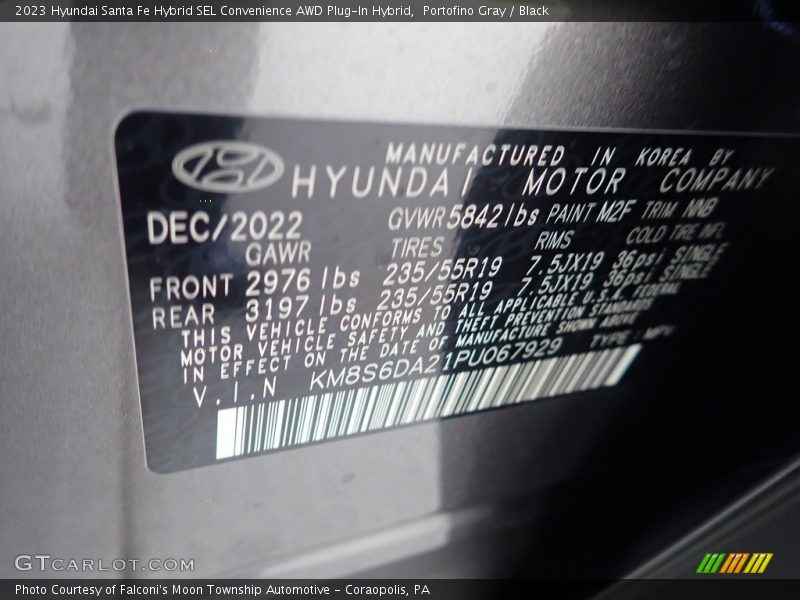 2023 Hyundai Santa Fe Hybrid SEL Convenience AWD Plug-In Hybrid, Portofino Gray / Black
MANUFACTURED IN KOREA BY
HYUNDAI MOTOR COMPANY
DEC/2022 GVWR 5842 lbs PAINT M2F TRIM NNB
GAWR TIRES RIMS COLD TIRE INFL
FRONT 2976 lbs 235/55R19 7.5JX19 36psi SINGLE
REAR 3197 lbs 235/55R19 7.5JX19 36psi SINGLE
THIS VEHICLE CONFORMS TO ALL APPLICABLE U.S.A. FEDERAL
MOTOR VEHICLE SAFETY AND THEFT PREVENTION STANDARDS
IN EFFECT ON THE DATE OF MANUFACTURE SHOWN ABOVE
V.I.N KM8S6DA21PU067929 TYPE : MPV
GTCARLOT.COM
Photo Courtesy of Falconi's Moon Township Automotive - Coraopolis, PA